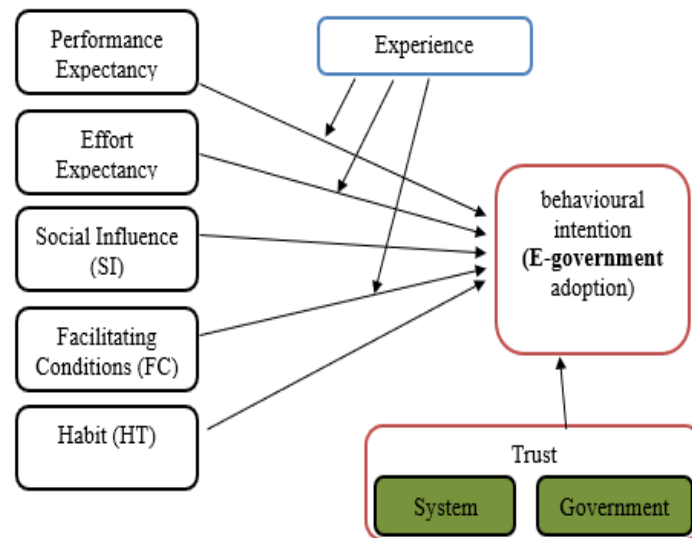 Performance
Expectancy
Experience
Effort
Expectancy
Social Influence
(SI)
Facilitating
Conditions (FC)
Habit (HT)
behavioural
intention
(E-government
adoption)
Trust
System
Government